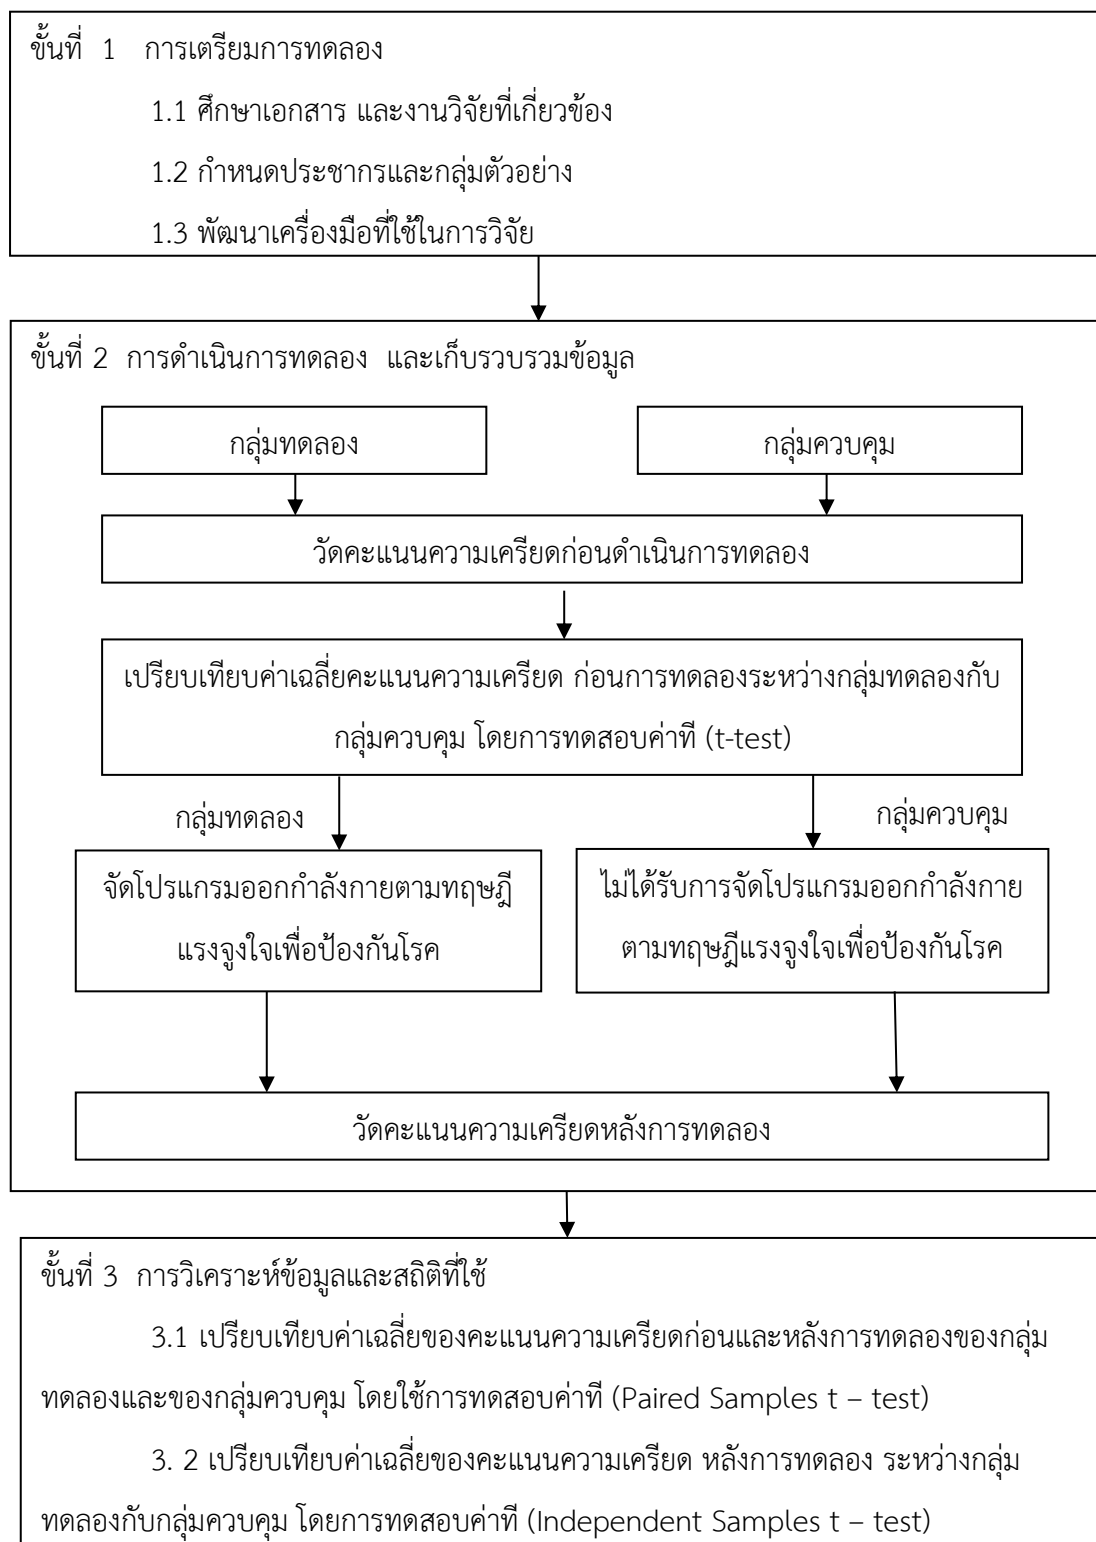 ขั้นที่ 1 การเตรียมการทดลอง
1.1 ศึกษาเอกสาร และงานวิจัยที่เกี่ยวข้อง
1.2 กำหนดประชากรและกลุ่มตัวอย่าง
1.3 พัฒนาเครื่องมือที่ใช้ในการวิจัย
ขั้นที่ 2 การดำเนินการทดลอง และเก็บรวบรวมข้อมูล
กลุ่มทดลอง
กลุ่มควบคุม
วัดคะแนนความเครียดก่อนดำเนินการทดลอง
เปรียบเทียบค่าเฉลี่ยคะแนนความเครียด ก่อนการทดลองระหว่างกลุ่มทดลองกับ
กลุ่มควบคุม โดยการทดสอบค่าที (t-test)
กลุ่มทดลอง
กลุ่มควบคุม
จัดโปรแกรมออกกำลังกายตามทฤษฎี
แรงจูงใจเพื่อป้องกันโรค
ไม่ได้รับการจัดโปรแกรมออกกำลังกาย
ตามทฤษฎีแรงจูงใจเพื่อป้องกันโรค
วัดคะแนนความเครียดหลังการทดลอง
ขั้นที่ 3 การวิเคราะห์ข้อมูลและสถิติที่ใช้
3.1 เปรียบเทียบค่าเฉลี่ยของคะแนนความเครียดก่อนและหลังการทดลองของกลุ่ม
ทดลองและของกลุ่มควบคุม โดยใช้การทดสอบค่าที (Paired Samples t – test)
3. 2 เปรียบเทียบค่าเฉลี่ยของคะแนนความเครียด หลังการทดลอง ระหว่างกลุ่ม
ทดลองกับกลุ่มควบคุม โดยการทดสอบค่าที (Independent Samples t – test)